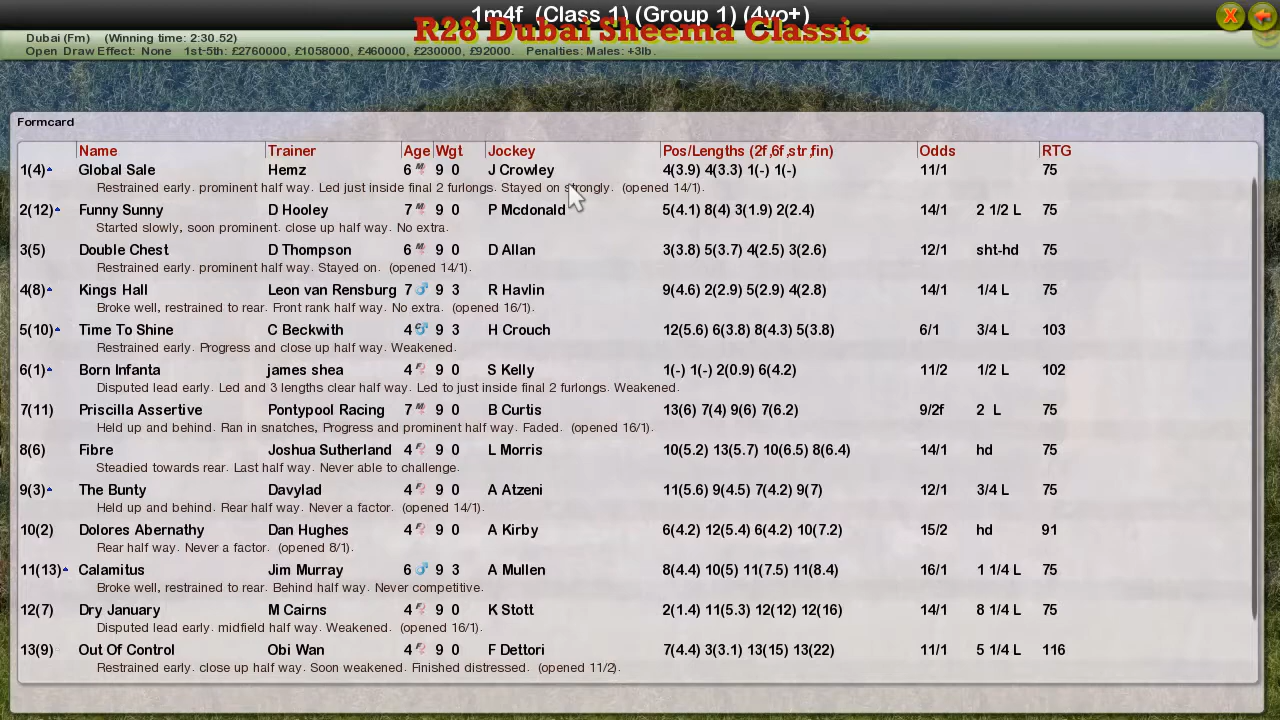 1m4f (Class 1) (Group 1) (4yo+)
R28 Dubai Sheema Classic
Dubai (Fm) (Winning time: 2:30.52)
Open Draw Effect: None 1st-5th: £2760000, £1058000, £460000, £230000, £92000. Penalties: Males: +3lb.
Formcard
Name Trainer Age Wgt Jockey Pos/Lengths (2f,6f,str,fin) Odds RTG
1(4) Global Sale Hemz 6 9 0 J Crowley 4(3.9) 4(3.3) 1(-) 1(-) 11/1 75
Restrained early. prominent half way. Led just inside final 2 furlongs. Stayed on strongly. (opened 14/1).
2(12) Funny Sunny D Hooley 7 9 0 P Mcdonald 5(4.1) 8(4) 3(1.9) 2(2.4) 14/1 2 1/2 L 75
Started slowly, soon prominent. close up half way. No extra.
3(5) Double Chest D Thompson 6 9 0 D Allan 3(3.8) 5(3.7) 4(2.5) 3(2.6) 12/1 sht-hd 75
Restrained early. prominent half way. Stayed on. (opened 14/1).
4(8) Kings Hall Leon van Rensburg 7 9 3 R Havlin 9(4.6) 2(2.9) 5(2.9) 4(2.8) 14/1 1/4 L 75
Broke well, restrained to rear. Front rank half way. No extra. (opened 16/1).
5(10) Time To Shine C Beckwith 4 9 3 H Crouch 12(5.6) 6(3.8) 8(4.3) 5(3.8) 6/1 3/4 L 103
Restrained early. Progress and close up half way. Weakened.
6(1) Born Infanta james shea 4 9 0 S Kelly 1(-) 1(-) 2(0.9) 6(4.2) 11/2 1/2 L 102
Disputed lead early. Led and 3 lengths clear half way. Led to just inside final 2 furlongs. Weakened.
7(11) Priscilla Assertive Pontypool Racing 7 9 0 B Curtis 13(6) 7(4) 9(6) 7(6.2) 9/2f 2 L 75
Held up and behind. Ran in snatches, Progress and prominent half way. Faded. (opened 16/1).
8(6) Fibre Joshua Sutherland 4 9 0 L Morris 10(5.2) 13(5.7) 10(6.5) 8(6.4) 14/1 hd 75
Steadied towards rear. Last half way. Never able to challenge.
9(3) The Bunty Davylad 4 9 0 A Atzeni 11(5.6) 9(4.5) 7(4.2) 9(7) 12/1 3/4 L 75
Held up and behind. Rear half way. Never a factor. (opened 14/1).
10(2) Dolores Abernathy Dan Hughes 4 9 0 A Kirby 6(4.2) 12(5.4) 6(4.2) 10(7.2) 15/2 hd 91
Rear half way. Never a factor. (opened 8/1).
11(13) Calamitus Jim Murray 6 9 3 A Mullen 8(4.4) 10(5) 11(7.5) 11(8.4) 16/1 1 1/4 L 75
Broke well, restrained to rear. Behind half way. Never competitive.
12(7) Dry January M Cairns 4 9 0 K Stott 2(1.4) 11(5.3) 12(12) 12(16) 14/1 8 1/4 L 75
Disputed lead early. midfield half way. Weakened. (opened 16/1).
13(9) Out Of Control Obi Wan 4 9 0 F Dettori 7(4.4) 3(3.1) 13(15) 13(22) 11/1 5 1/4 L 116
Restrained early. close up half way. Soon weakened. Finished distressed. (opened 11/2).